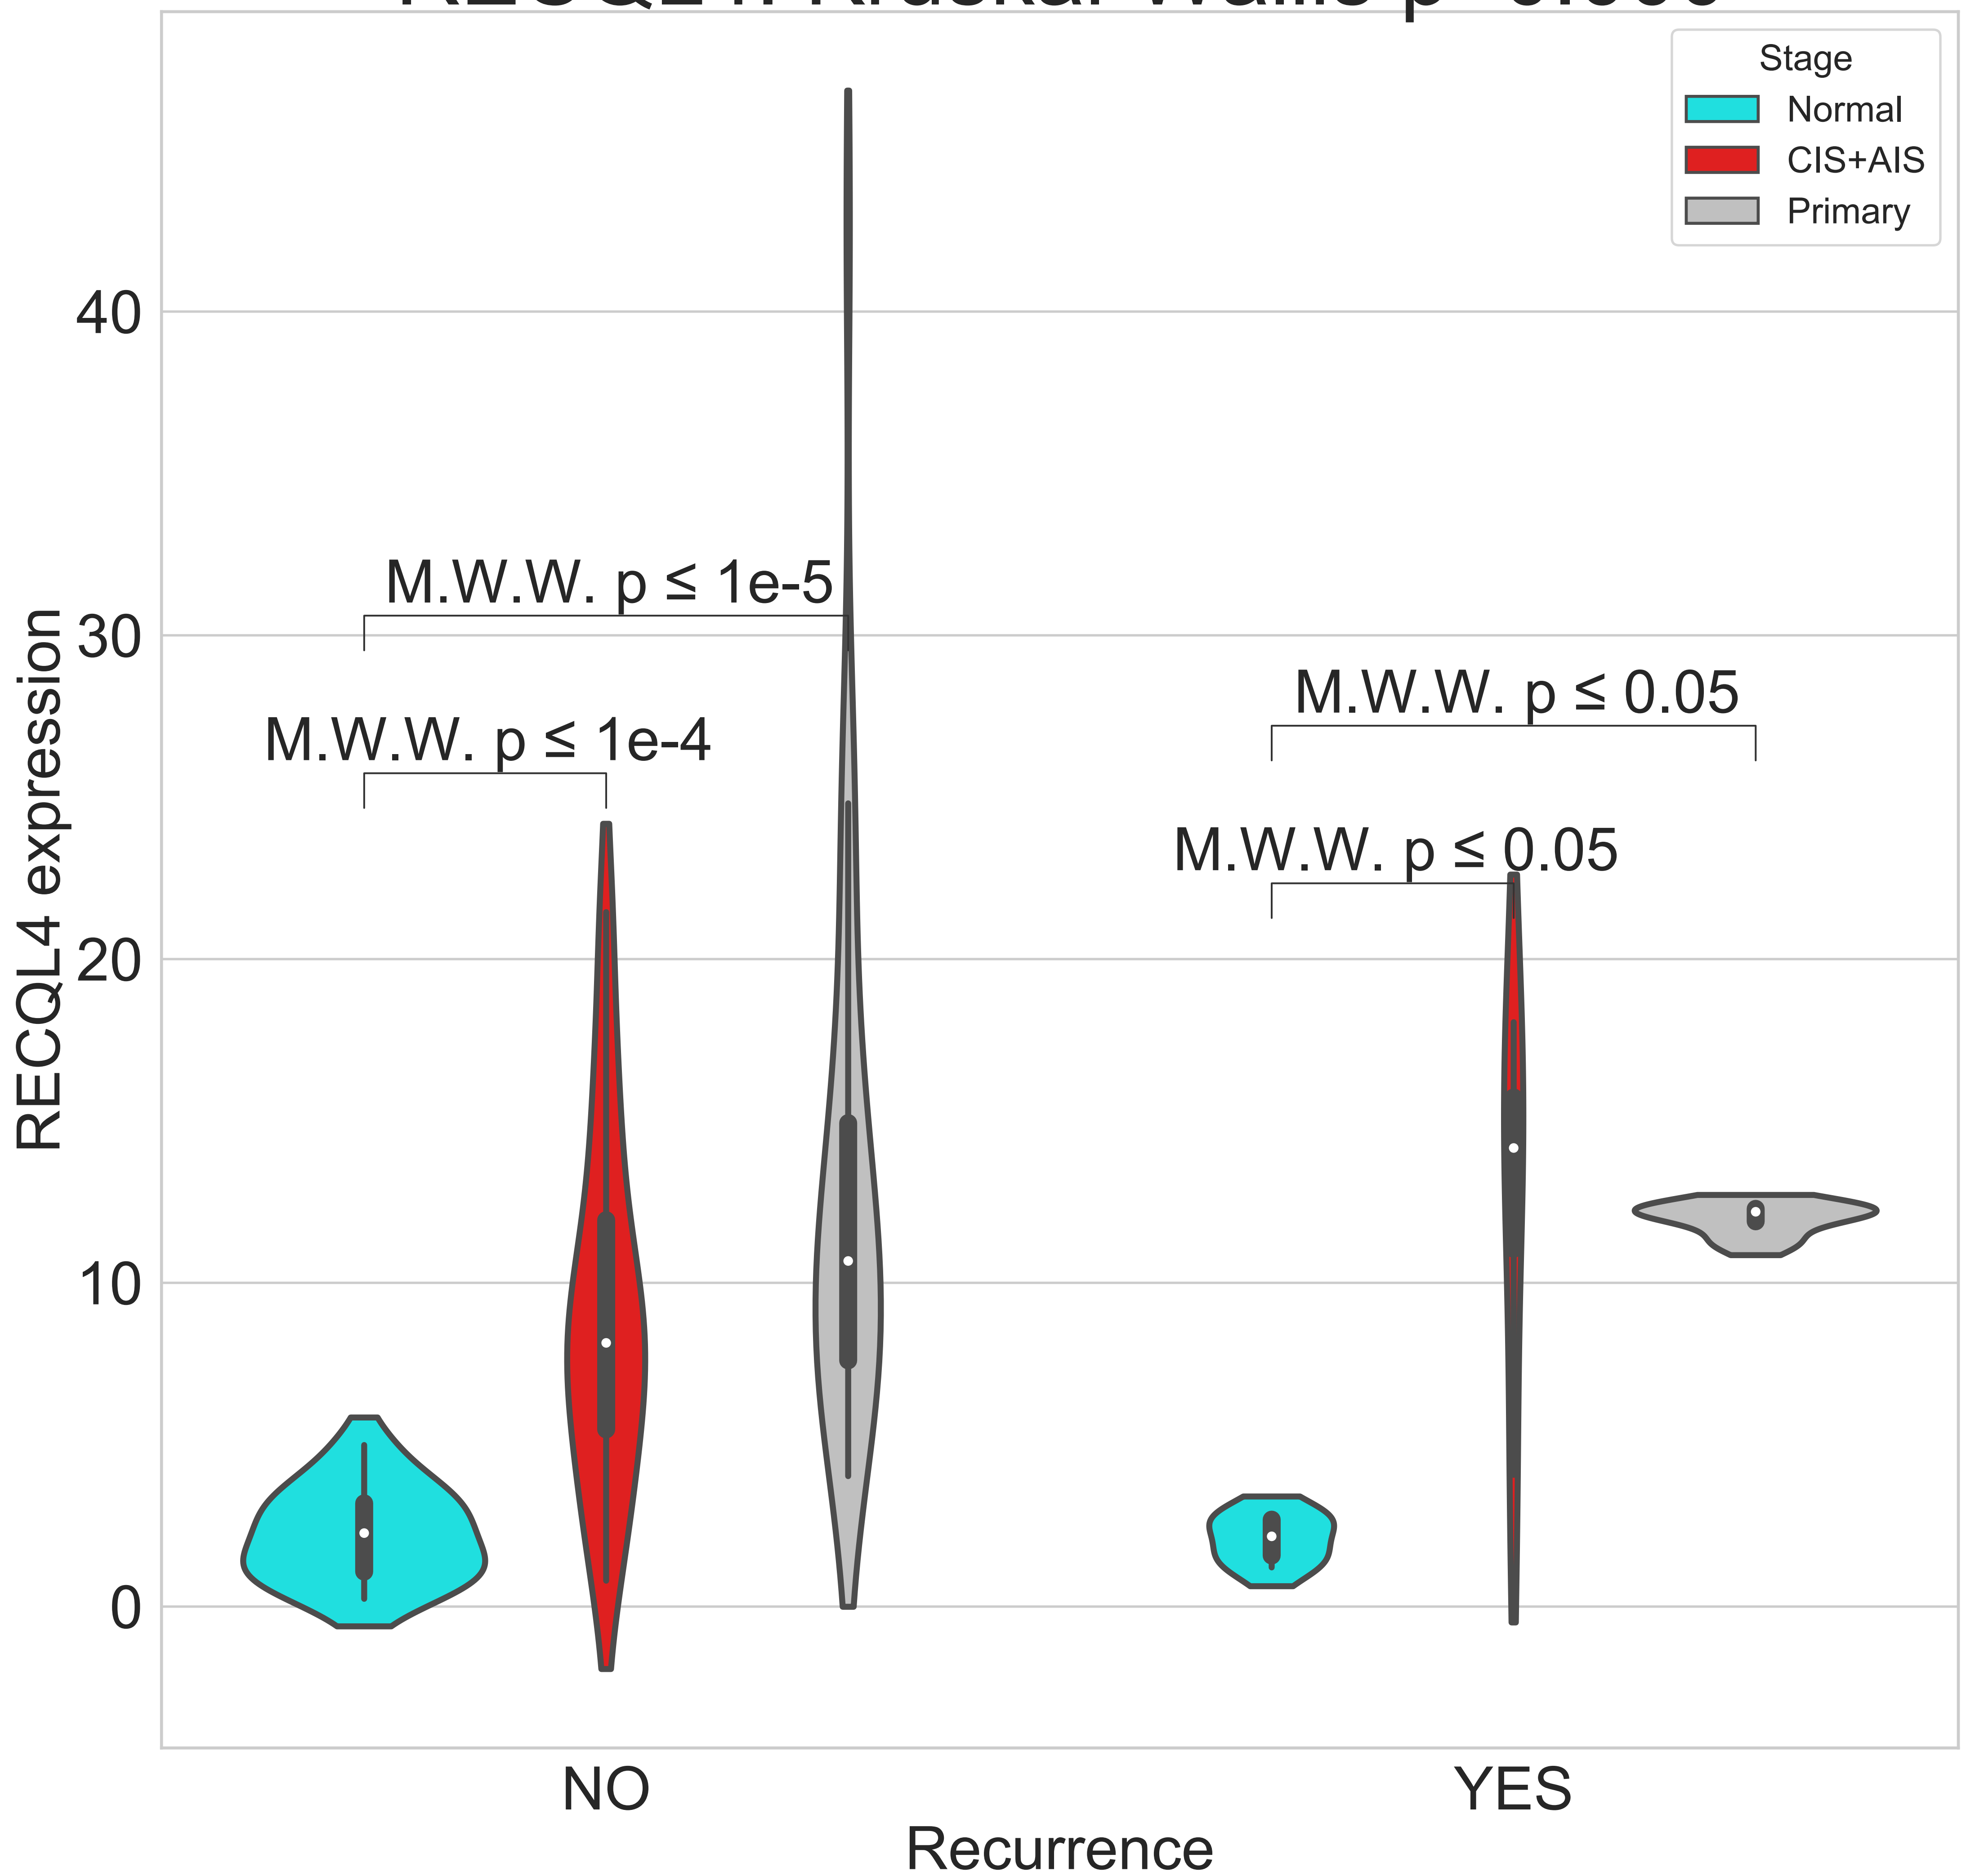 Stage
Normal
CIS+AIS
Primary
40
30
20
10
0
RECQL4 expression
M.W.W. p ≤ 1e-5
M.W.W. p ≤ 1e-4
M.W.W. p ≤ 0.05
M.W.W. p ≤ 0.05
NO
YES
Recurrence